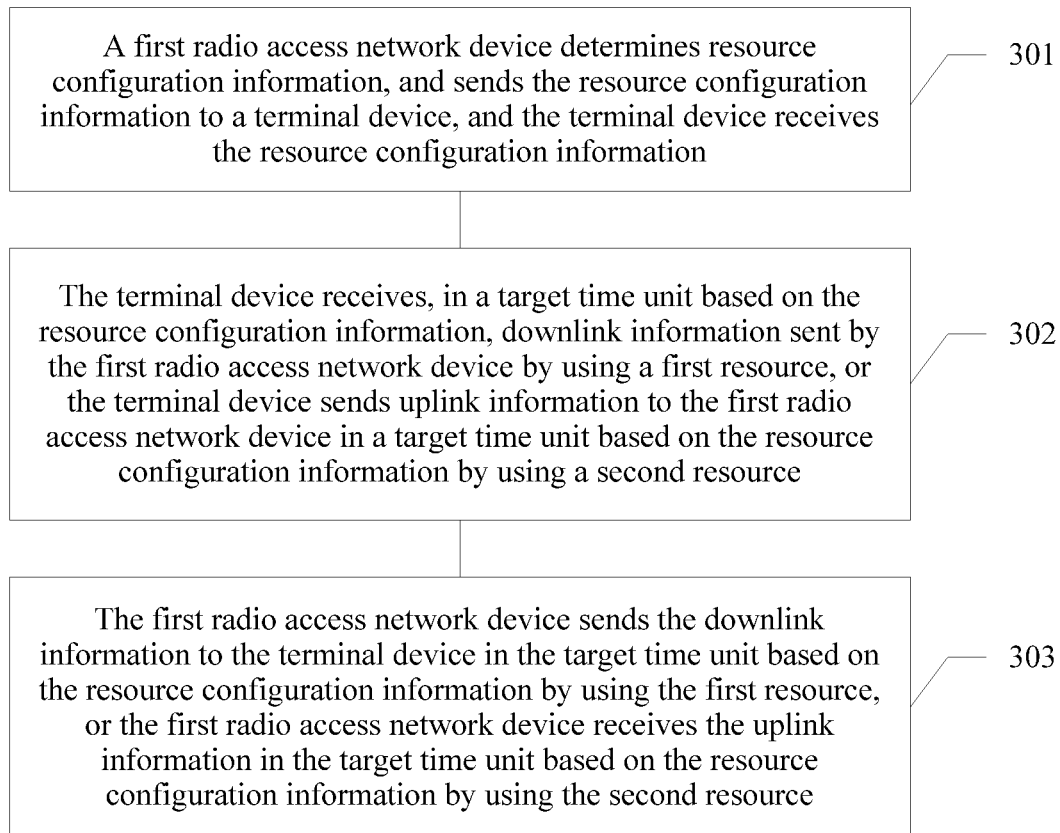 A first radio access network device determines resource
configuration information, and sends the resource configuration
information to a terminal device, and the terminal device receives
the resource configuration information
301
The terminal device receives, in a target time unit based on the
resource configuration information, downlink information sent by
the first radio access network device by using a first resource, or
the terminal device sends uplink information to the first radio
access network device in a target time unit based on the resource
configuration information by using a second resource
302
The first radio access network device sends the downlink
information to the terminal device in the target time unit based on
the resource configuration information by using the first resource,
or the first radio access network device receives the uplink
information in the target time unit based on the resource
configuration information by using the second resource
303